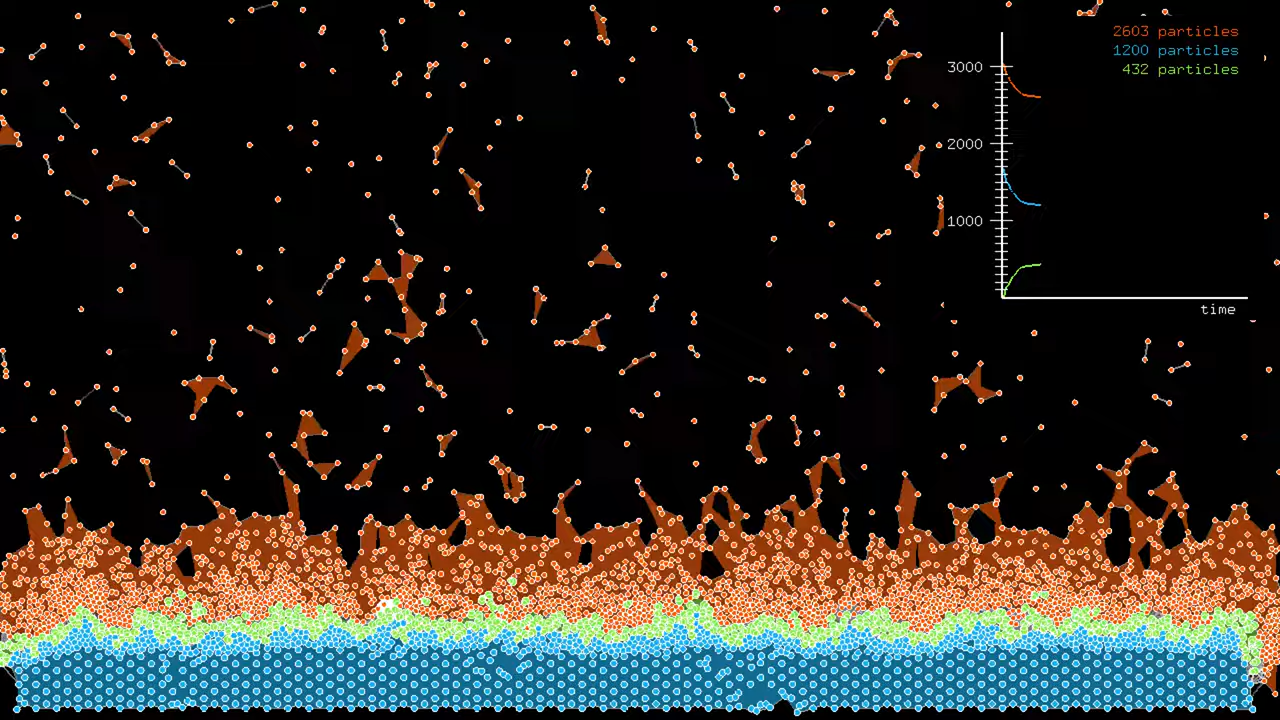 2603 particles
1200 particles
432 particles
3000
2000
1000
time